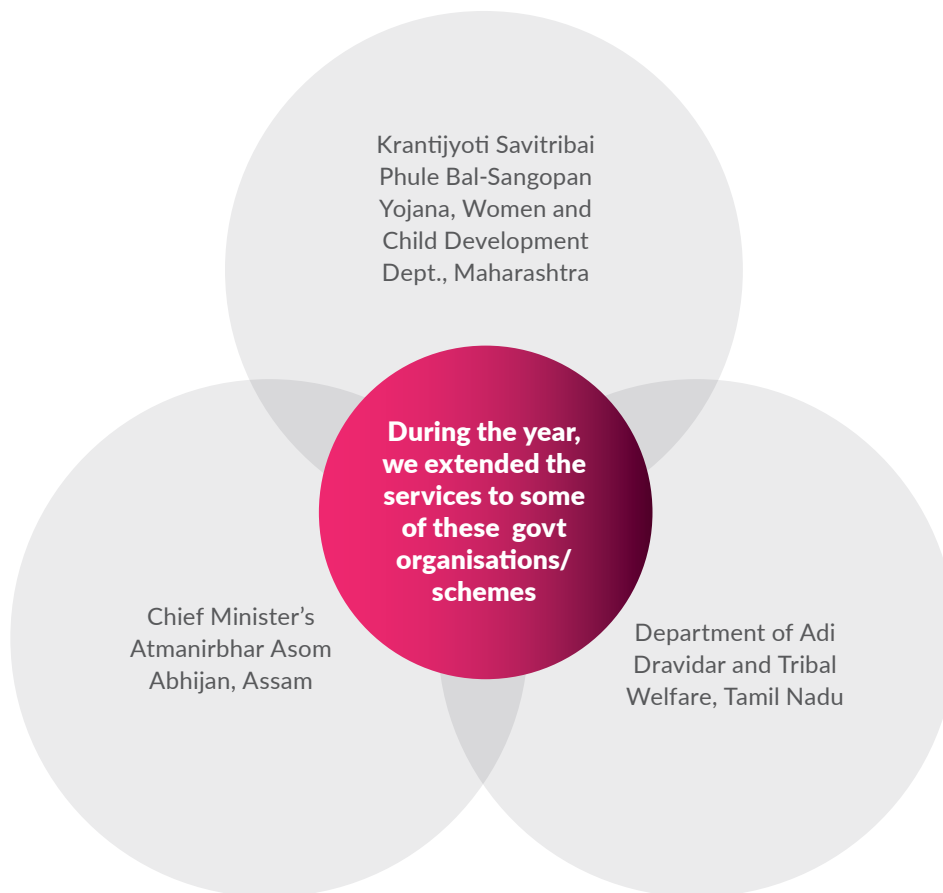 Krantijyoti Savitribai
Phule Bal-Sangopan
Yojana, Women and
Child Development
Dept., Maharashtra
During the year,
we extended the
services to some
of these govt
organisations/
schemes
Chief Minister’s
Atmanirbhar Asom
Abhijan, Assam
Department of Adi
Dravidar and Tribal
Welfare, Tamil Nadu